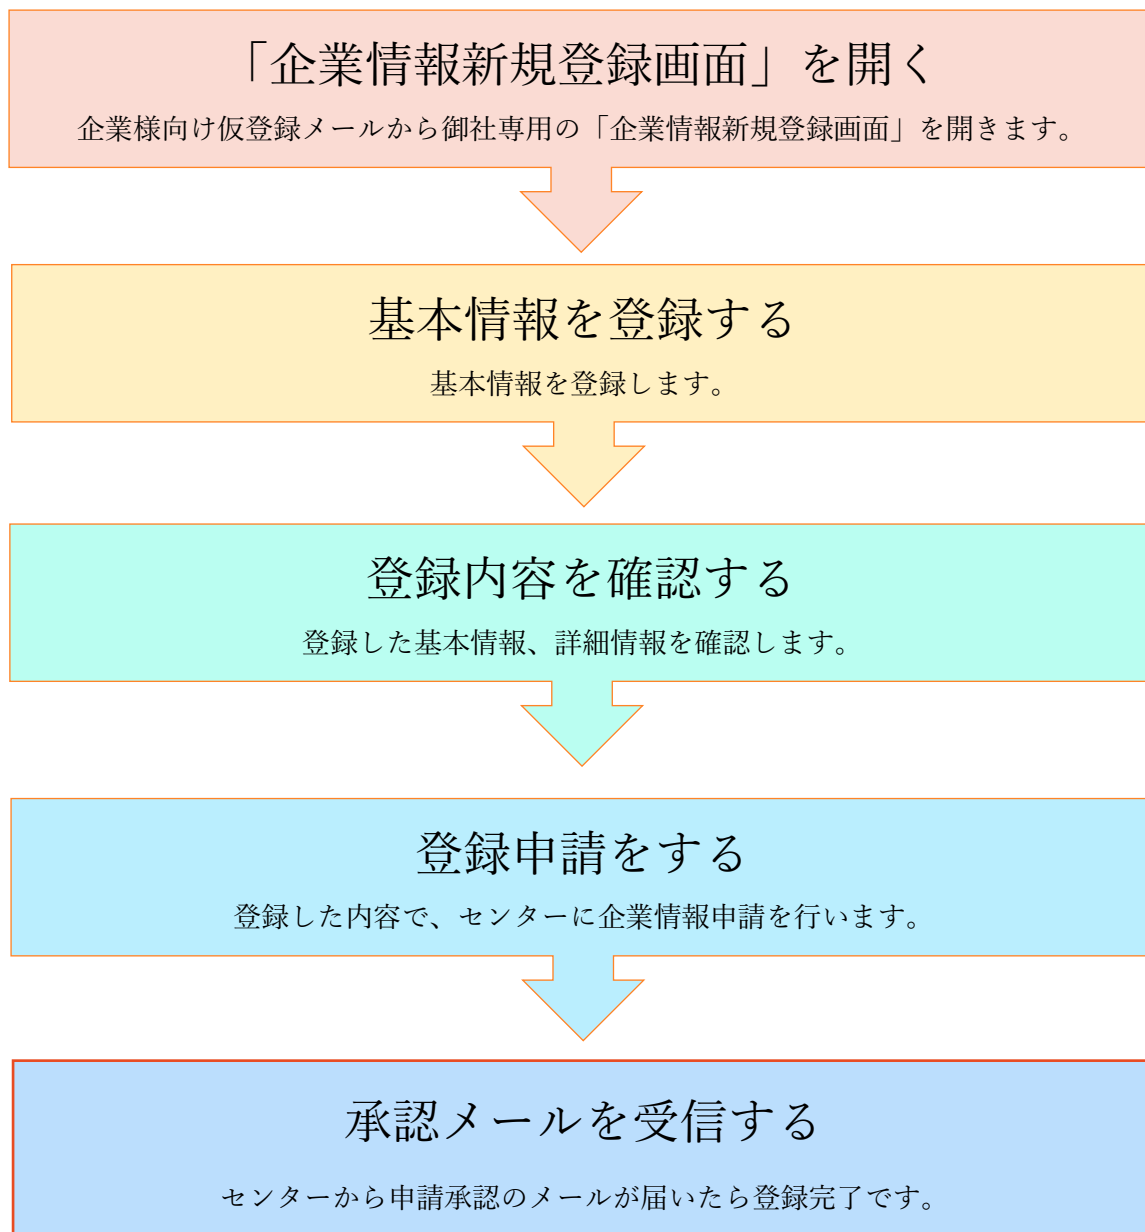 「企業情報新規登録画面」を開く
企業様向け仮登録メールから御社専用の「企業情報新規登録画面」を開きます。
基本情報を登録する
基本情報を登録します。
登録内容を確認する
登録した基本情報、詳細情報を確認します。
登録申請をする
登録した内容で、センターに企業情報申請を行います。
承認メールを受信する
センターから申請承認のメールが届いたら登録完了です。